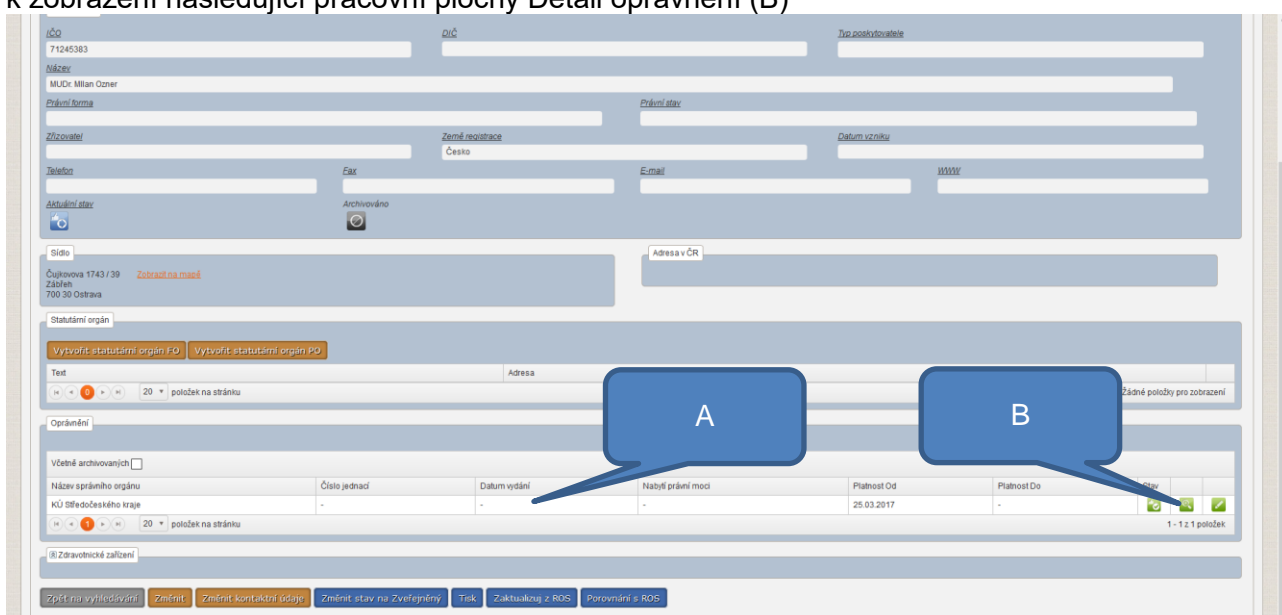 k zobrazení následující pracovní plochy Detail oprávnění (B)
IČO DIČ Typ poskytovatele
71245383
Název
MUDr. Milan Ozner
Právní forma Právní stav
Zřizovatel Země registrace Datum vzniku
Česko
Telefon Fax E-mail WWW
Aktuální stav Archivováno
Sídlo Adresa v ČR
Čujkovova 1743 / 39 Zobrazit na mapě
Zábřeh
700 30 Ostrava
Statutární orgán
Vytvořit statutární orgán FO Vytvořit statutární orgán PO
Text Adresa
0 20 položek na stránku Žádné položky pro zobrazení
A B
Oprávnění
Včetně archivovaných
Název správního orgánu Číslo jednací Datum vydání Nabytí právní moci Platnost Od Platnost Do Stav
KÚ Středočeského kraje - - - 25.03.2017 -
1 20 položek na stránku 1 - 1 z 1 položek
Zdravotnické zařízení
Zpět na vyhledávání Změnit Změnit kontaktní údaje Změnit stav na Zveřejněný Tisk Zaktualizuj z ROS Porovnání s ROS